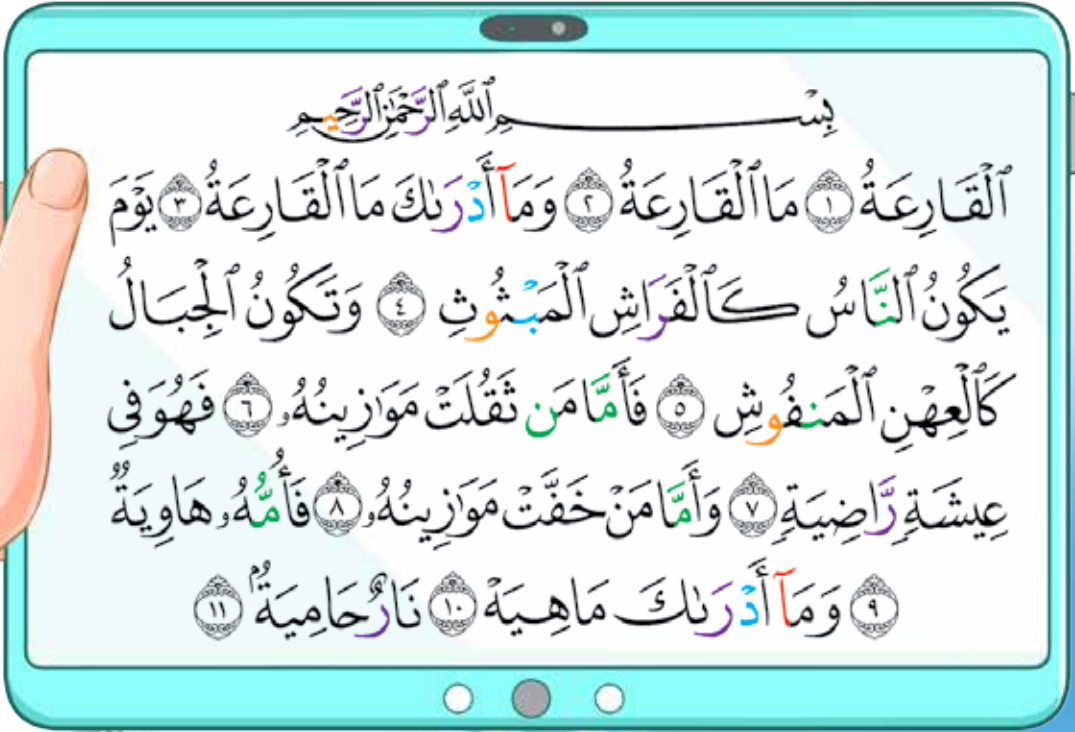 بِسْمِ ٱللَّهِ ٱلرَّحْمَٰنِ ٱلرَّحِيمِ
ٱلْقَارِعَةُ ١ مَا ٱلْقَارِعَةُ ٢ وَمَآ أَدْرَىٰكَ مَا ٱلْقَارِعَةُ ٣ يَوْمَ
يَكُونُ ٱلنَّاسُ كَٱلْفَرَاشِ ٱلْمَبْثُوثِ ٤ وَتَكُونُ ٱلْجِبَالُ
كَٱلْعِهْنِ ٱلْمَنفُوشِ ٥ فَأَمَّا مَن ثَقُلَتْ مَوَٰزِينُهُۥ ٦ فَهُوَ فِى
عِيشَةٍ رَّاضِيَةٍ ٧ وَأَمَّا مَنْ خَفَّتْ مَوَٰزِينُهُۥ ٨ فَأُمُّهُۥ هَاوِيَةٌ
٩ وَمَآ أَدْرَىٰكَ مَا هِيَهْ ١٠ نَارٌ حَامِيَةٌۢ ١١